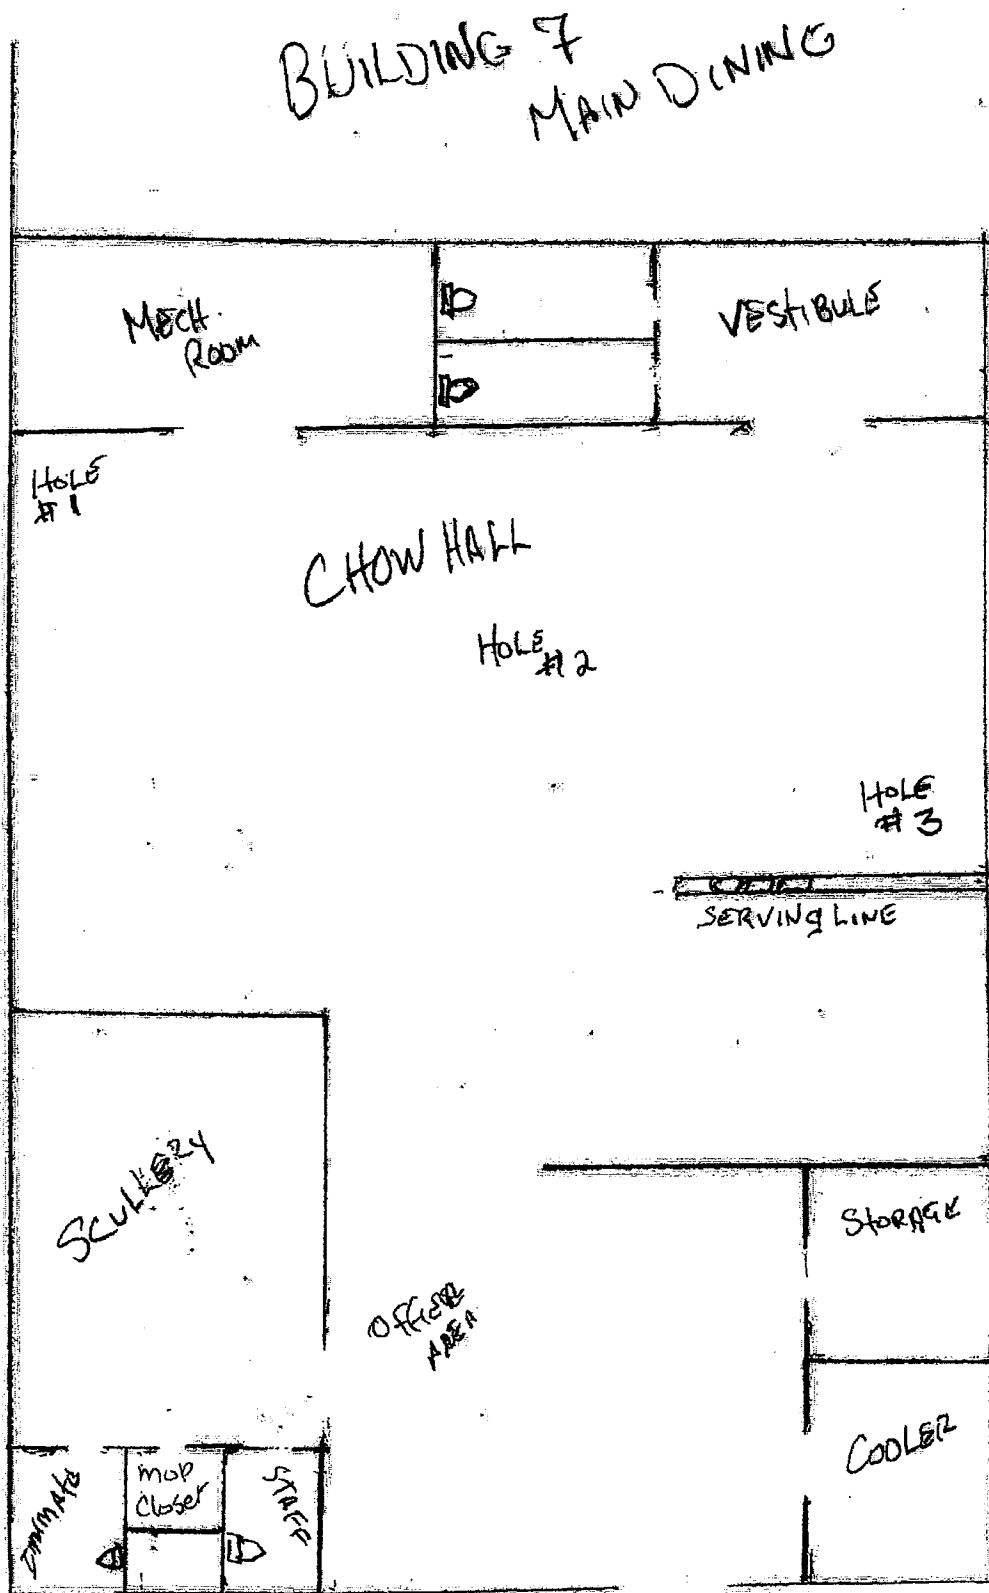 BUILDING 7
MAIN DINING
MECH.
ROOM
VESTIBULE
HOLE
#1
CHOW HALL
HOLE
#2
HOLE
#3
SERVING LINE
SCULLERY
STORAGE
OFFICER
AREA
COOLER
INMATE
MOP
CLOSET
STAFF